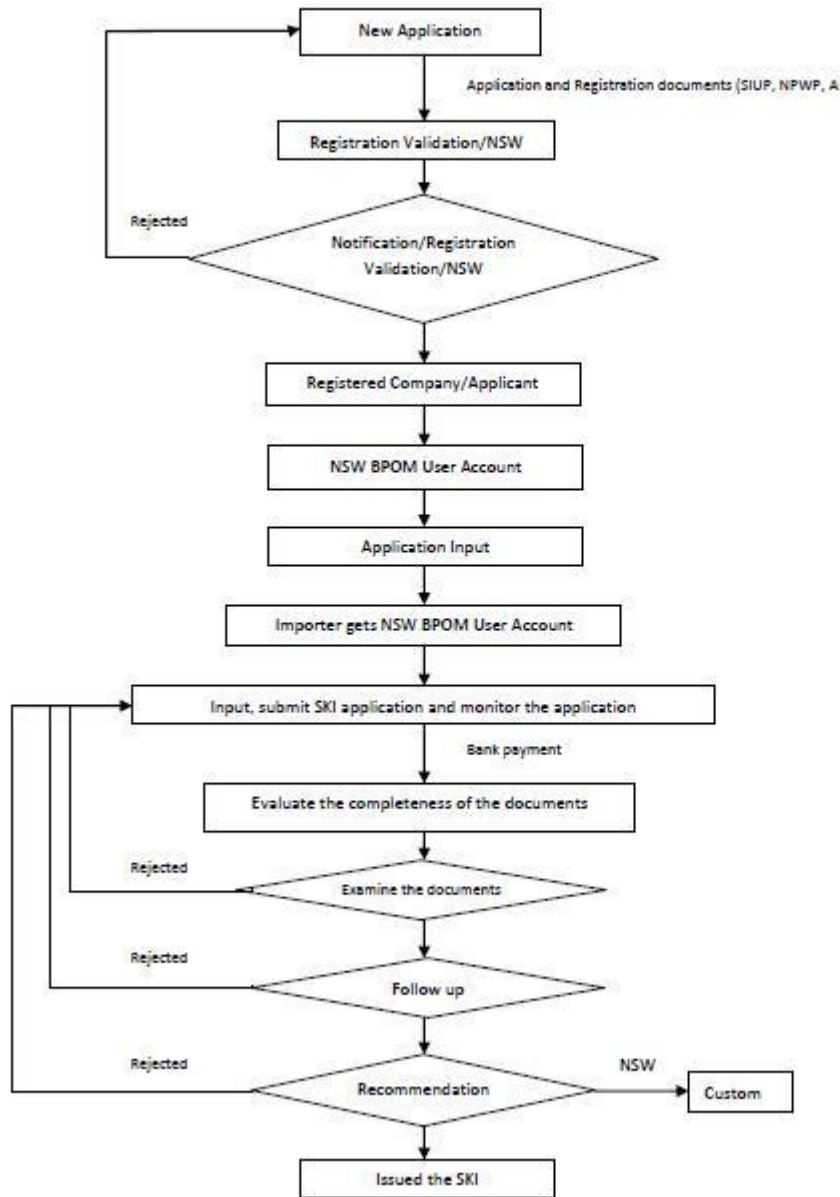 New Application
Application and Registration documents (SIUP, NPWP, A
Registration Validation/NSW
Rejected
Notification/Registration
Validation/NSW
Registered Company/Applicant
NSW BPOM User Account
Application Input
Importer gets NSW BPOM User Account
Input, submit SKI application and monitor the application
Bank payment
Evaluate the completeness of the documents
Rejected
Examine the documents
Rejected
Follow up
Rejected
NSW
Recommendation
Custom
Issued the SKI